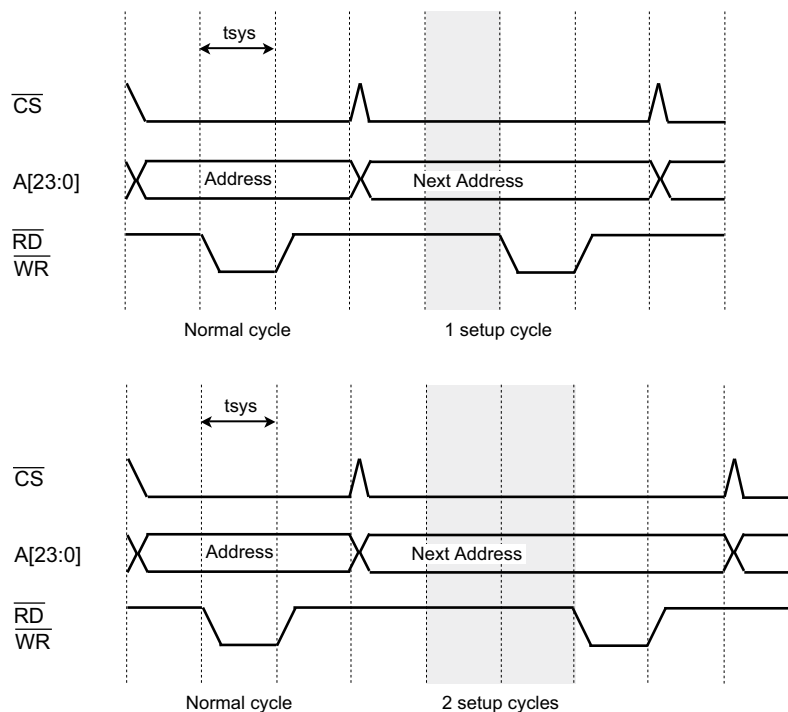 tsys
CS
A[23:0]
Address
Next Address
RD
WR
Normal cycle
1 setup cycle
tsys
CS
A[23:0]
Address
Next Address
RD
WR
Normal cycle
2 setup cycles